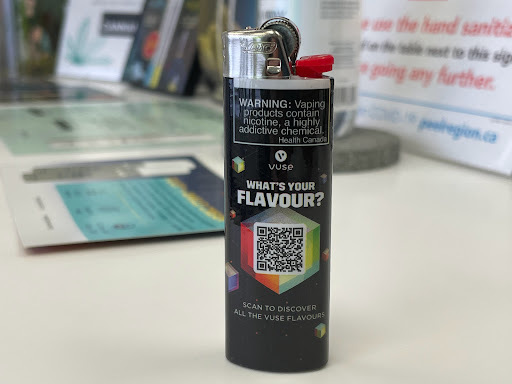 use the hand sanitiz
on the table next to this sig
going any further.
peelregion.ca
WARNING: Vaping
products contain
nicotine, a highly
addictive chemical.
Health Canada
VUSE
WHAT'S YOUR
FLAVOUR?
SCAN TO DISCOVER
ALL THE VUSE FLAVOURS